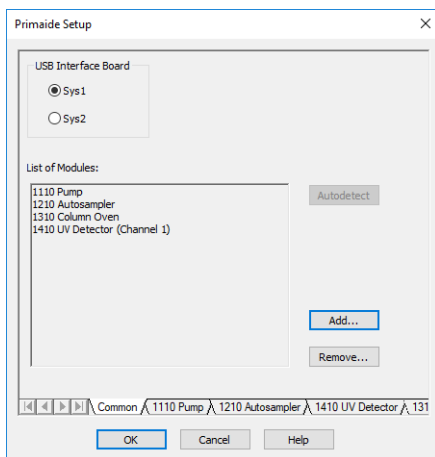 Primaide Setup
USB Interface Board
Sys1
Sys2
List of Modules:
1110 Pump
1210 Autosampler
1310 Column Oven
1410 UV Detector (Channel 1)
Autodetect
Add...
Remove...
Common 1110 Pump 1210 Autosampler 1410 UV Detector 131
OK Cancel Help